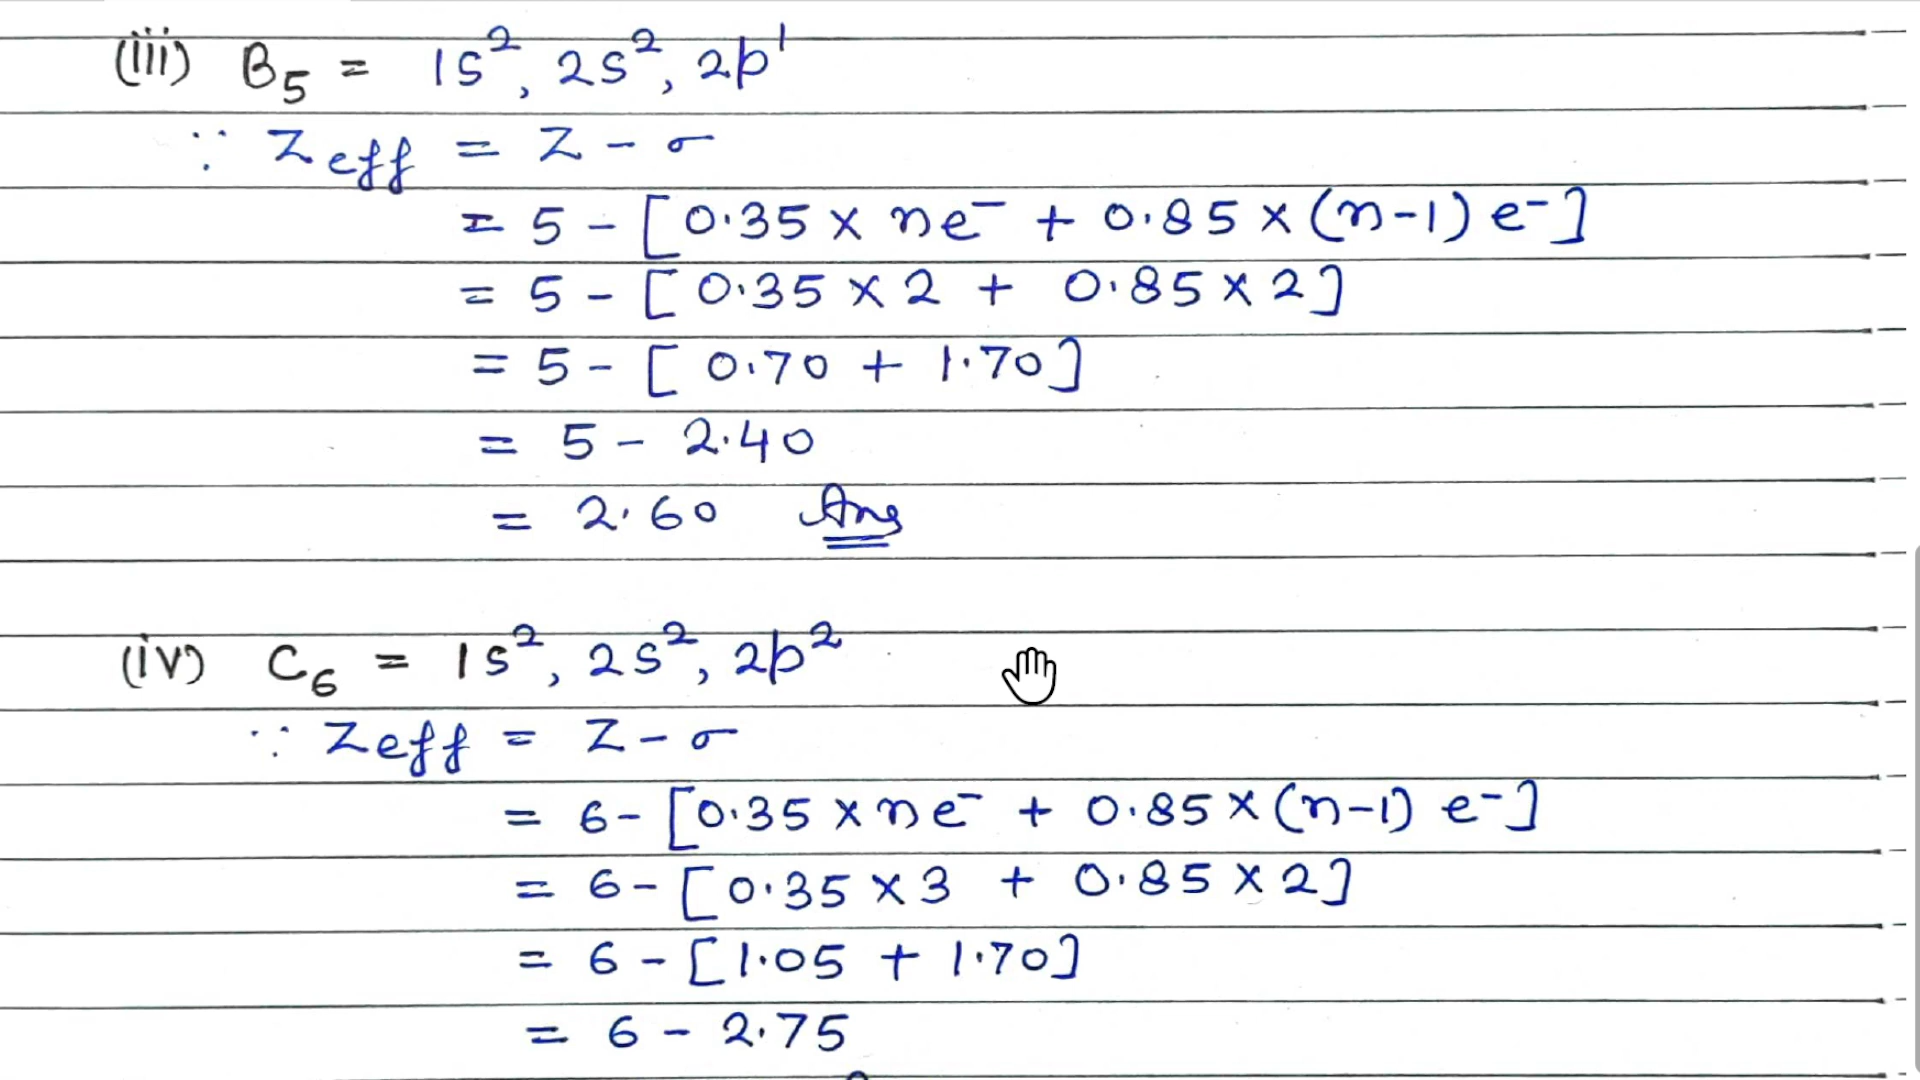 (iii) B₅ = 1s², 2s², 2p¹
∵ Zeff = Z - σ
= 5 - [0.35 × ne⁻ + 0.85 × (n-1) e⁻]
= 5 - [0.35 × 2 + 0.85 × 2]
= 5 - [0.70 + 1.70]
= 5 - 2.40
= 2.60 Ans
(iv) C₆ = 1s², 2s², 2p²
∵ Zeff = Z - σ
= 6 - [0.35 × ne⁻ + 0.85 × (n-1) e⁻]
= 6 - [0.35 × 3 + 0.85 × 2]
= 6 - [1.05 + 1.70]
= 6 - 2.75